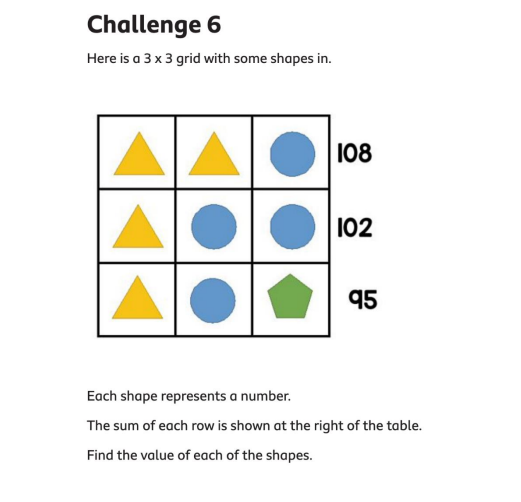 Challenge 6
Here is a 3 x 3 grid with some shapes in.
108
102
95
Each shape represents a number.
The sum of each row is shown at the right of the table.
Find the value of each of the shapes.